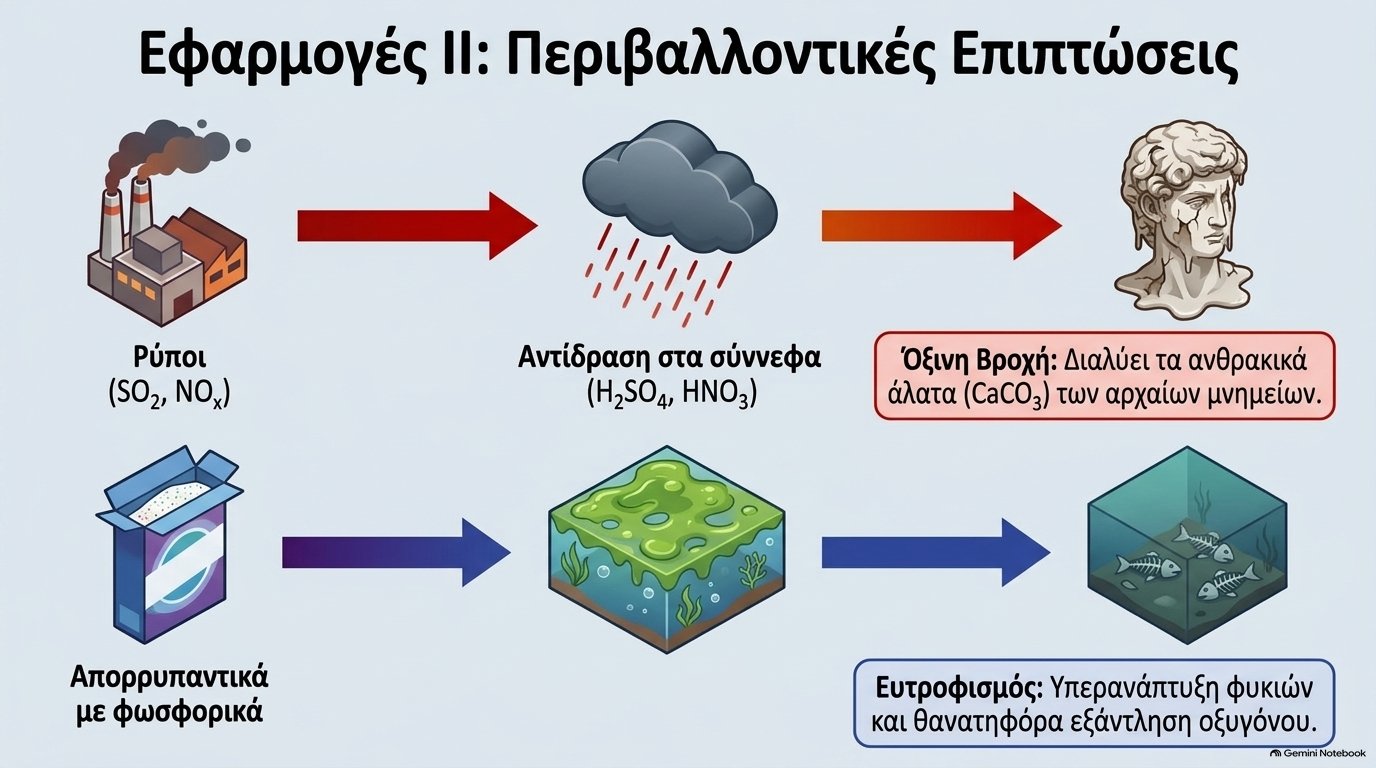 Εφαρμογές II: Περιβαλλοντικές Επιπτώσεις
Ρύποι
(SO₂, NOₓ)
Αντίδραση στα σύννεφα
(H₂SO₄, HNO₃)
Όξινη Βροχή: Διαλύει τα ανθρακικά
άλατα (CaCO₃) των αρχαίων μνημείων.
Απορρυπαντικά
με φωσφορικά
Ευτροφισμός: Υπερανάπτυξη φυκιών
και θανατηφόρα εξάντληση οξυγόνου.
Gemini Notebook